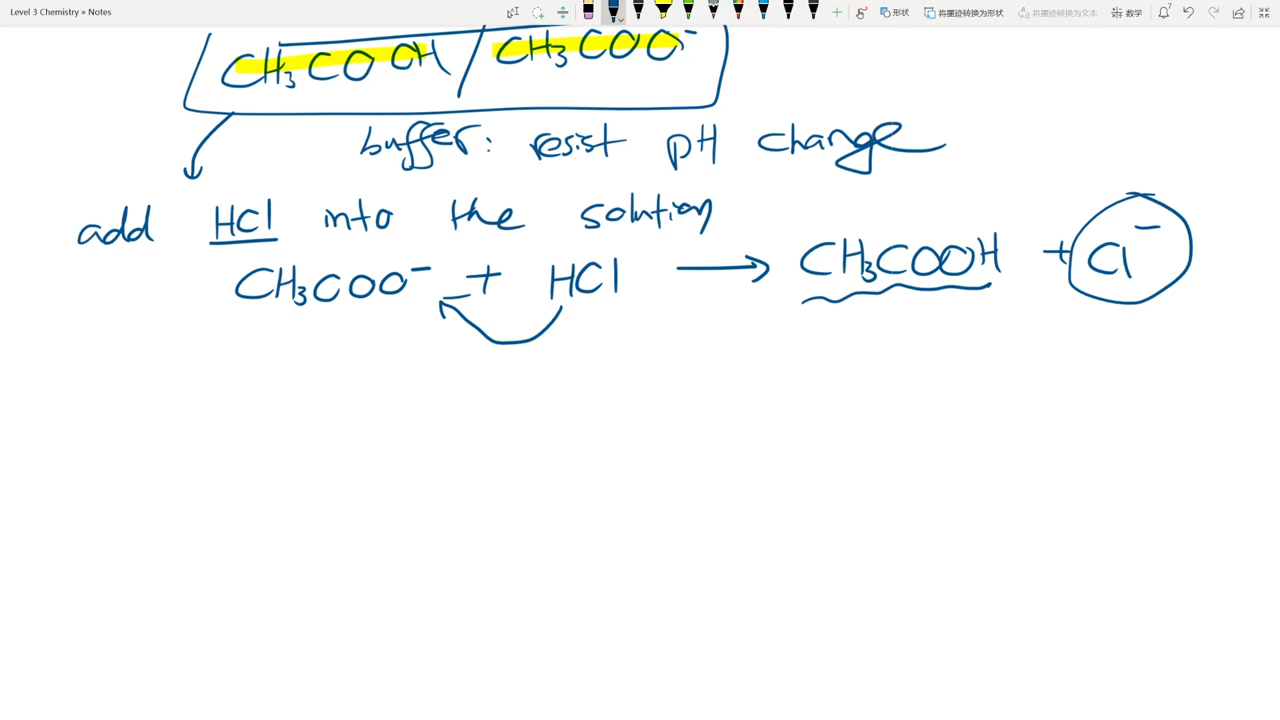 Level 3 Chemistry » Notes
形状
将墨迹转换为形状
将墨迹转换为文本
数学
CH₃COOH / CH₃COO⁻
buffer: resist pH change
add HCl into the solution
CH₃COO⁻ + HCl ⟶ CH₃COOH + Cl⁻